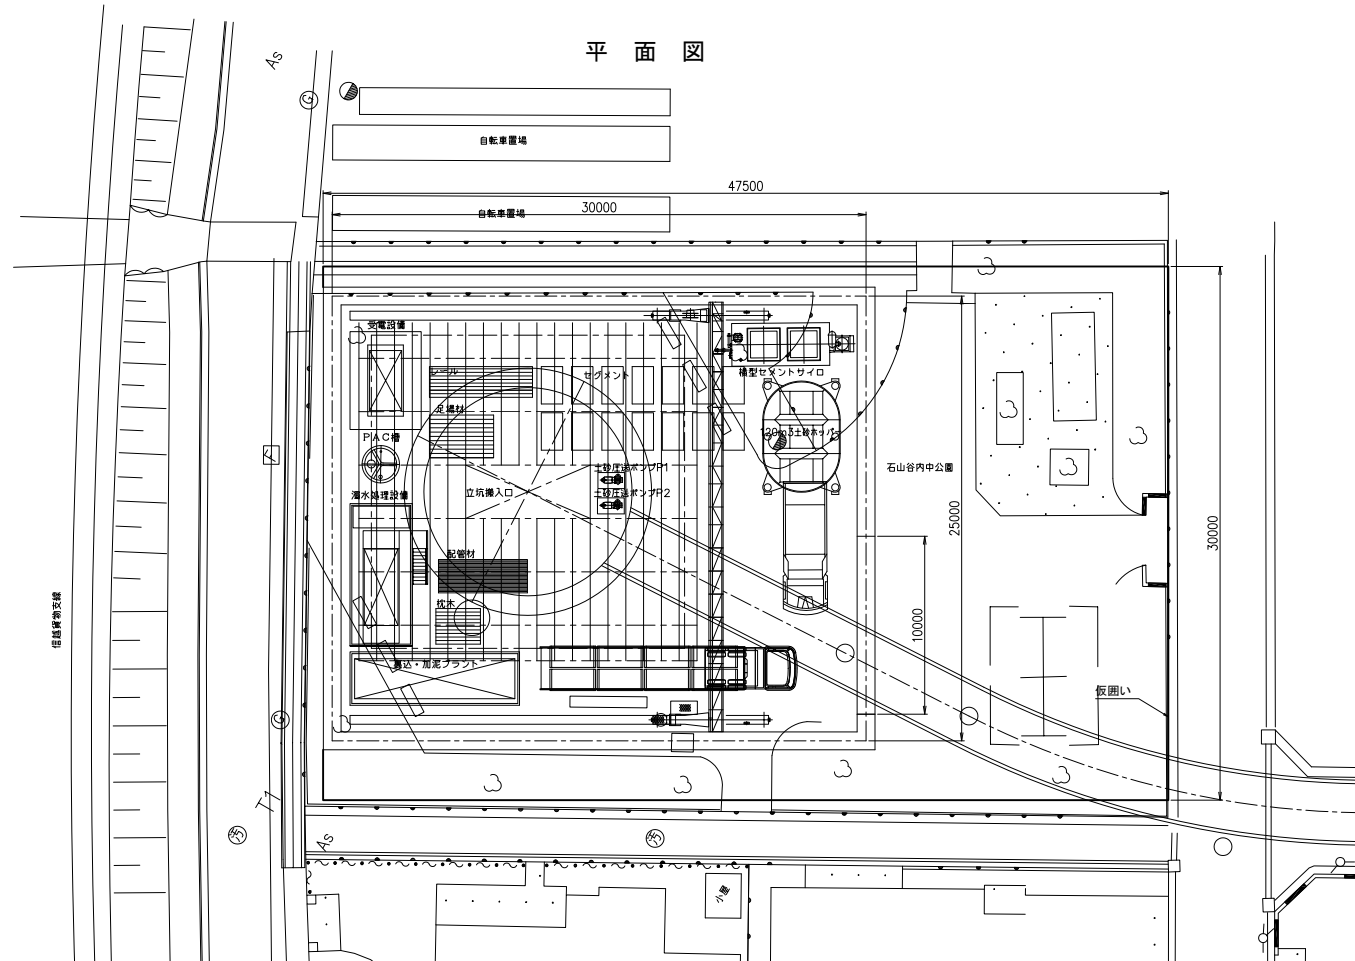 平面図
As
G
自転車置場
47500
自転車置場
30000
受電設備
レール
セグメント
横型セメントサイロ
足場材
120m3土砂ホッパー
PAC槽
土砂圧送ポンプP1
石山谷内中公園
濁水処理設備
立坑搬入口
土砂圧送ポンプP2
25000
30000
配管材
信越貨物支線
枕木
10000
裏込・加泥プラント
仮囲い
G
T1
汚
As
汚
小屋